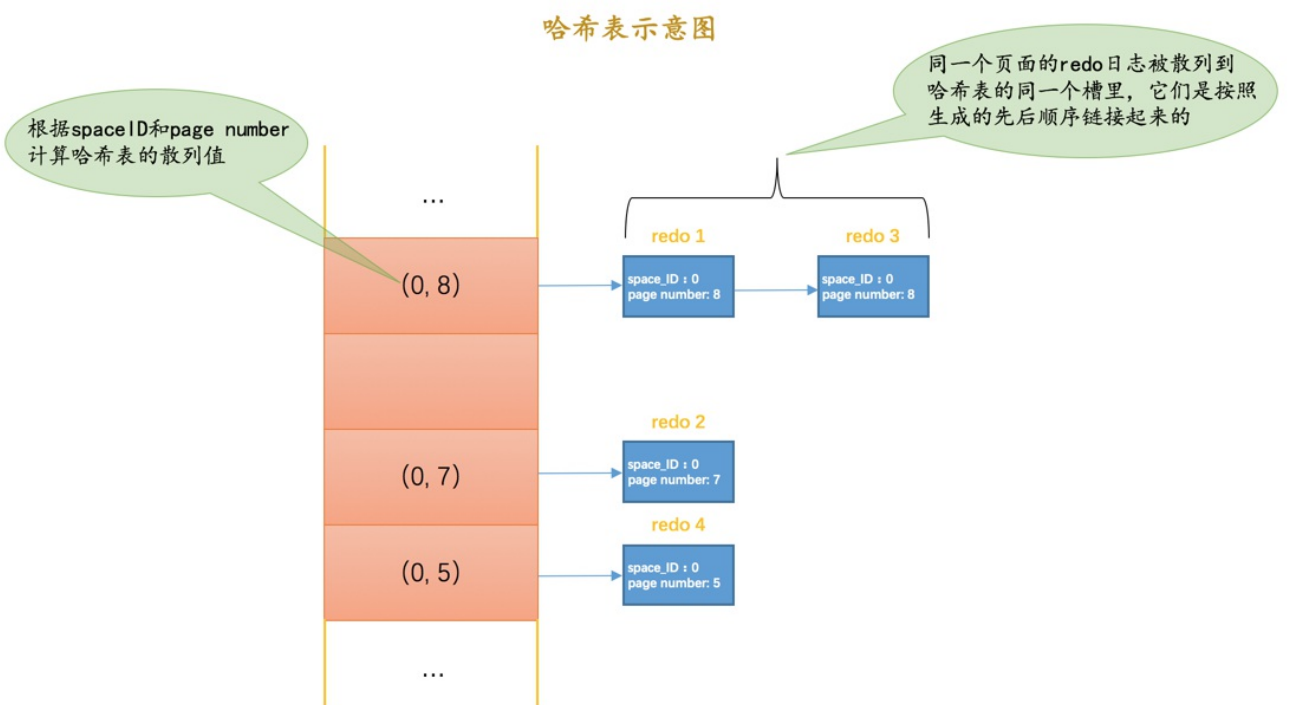 哈希表示意图
同一个页面的redo日志被散列到
哈希表的同一个槽里，它们是按照
生成的先后顺序链接起来的
根据spaceID和page number
计算哈希表的散列值
...
redo 1
redo 3
(0, 8)
space_ID：0
page number: 8
space_ID：0
page number: 8
redo 2
(0, 7)
space_ID：0
page number: 7
redo 4
(0, 5)
space_ID：0
page number: 5
...